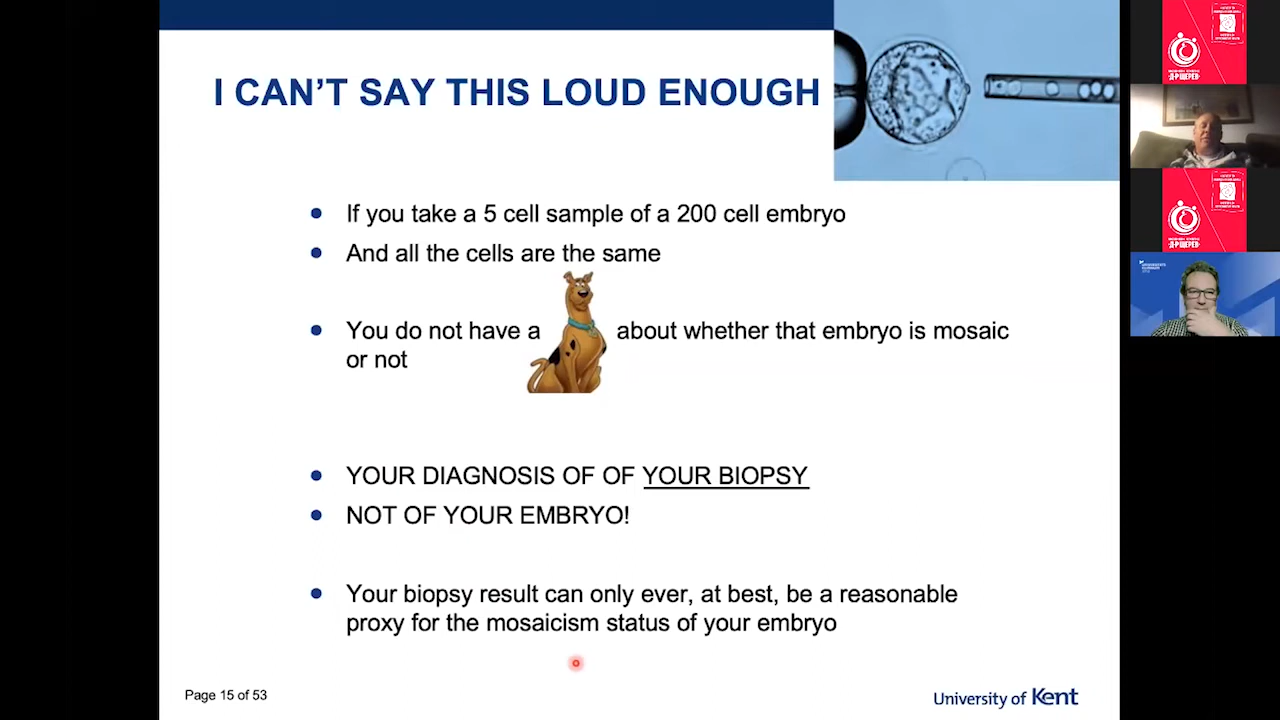 I CAN'T SAY THIS LOUD ENOUGH
If you take a 5 cell sample of a 200 cell embryo
And all the cells are the same
You do not have a about whether that embryo is mosaic
or not
YOUR DIAGNOSIS OF OF YOUR BIOPSY
NOT OF YOUR EMBRYO!
Your biopsy result can only ever, at best, be a reasonable
proxy for the mosaicism status of your embryo
Page 15 of 53
University of Kent
Д-Р ЩЕРЕВ
Д-Р ЩЕРЕВ